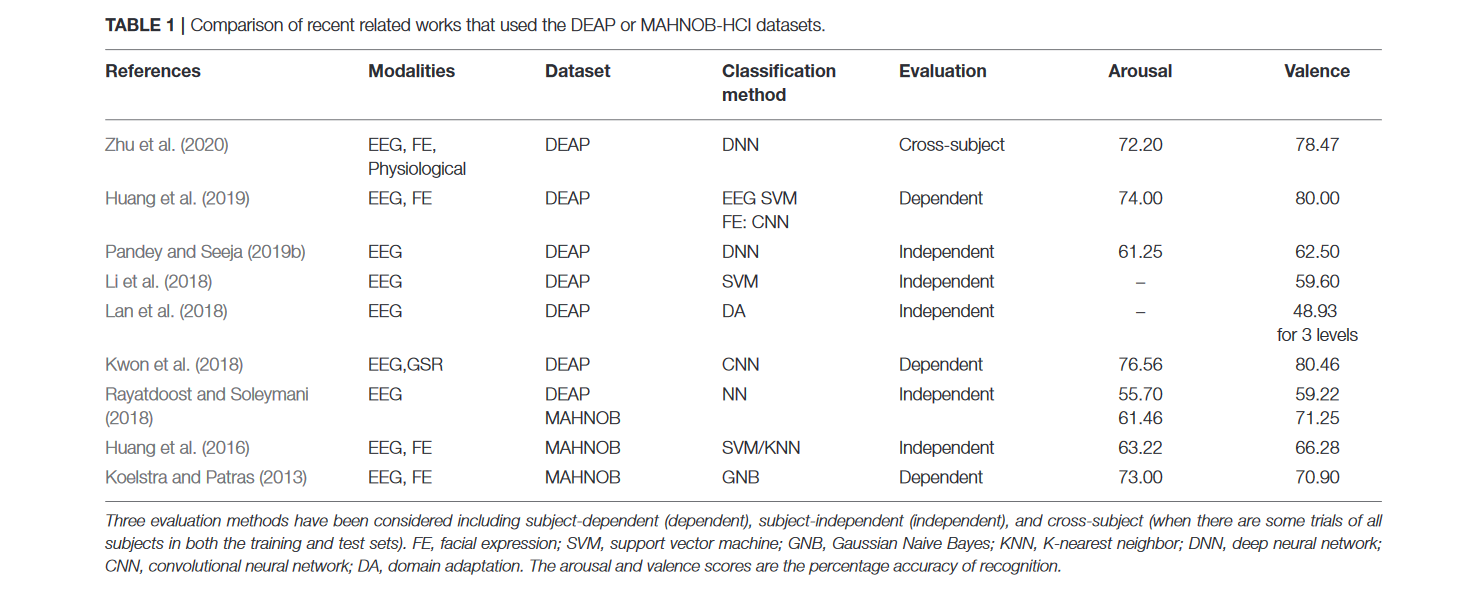 TABLE 1 | Comparison of recent related works that used the DEAP or MAHNOB-HCI datasets.
References Modalities Dataset Classification method Evaluation Arousal Valence
Zhu et al. (2020) EEG, FE, Physiological DEAP DNN Cross-subject 72.20 78.47
Huang et al. (2019) EEG, FE DEAP EEG SVM FE: CNN Dependent 74.00 80.00
Pandey and Seeja (2019b) EEG DEAP DNN Independent 61.25 62.50
Li et al. (2018) EEG DEAP SVM Independent – 59.60
Lan et al. (2018) EEG DEAP DA Independent – 48.93 for 3 levels
Kwon et al. (2018) EEG,GSR DEAP CNN Dependent 76.56 80.46
Rayatdoost and Soleymani EEG DEAP NN Independent 55.70 59.22
(2018) MAHNOB 61.46 71.25
Huang et al. (2016) EEG, FE MAHNOB SVM/KNN Independent 63.22 66.28
Koelstra and Patras (2013) EEG, FE MAHNOB GNB Dependent 73.00 70.90
Three evaluation methods have been considered including subject-dependent (dependent), subject-independent (independent), and cross-subject (when there are some trials of all
subjects in both the training and test sets). FE, facial expression; SVM, support vector machine; GNB, Gaussian Naive Bayes; KNN, K-nearest neighbor; DNN, deep neural network;
CNN, convolutional neural network; DA, domain adaptation. The arousal and valence scores are the percentage accuracy of recognition.